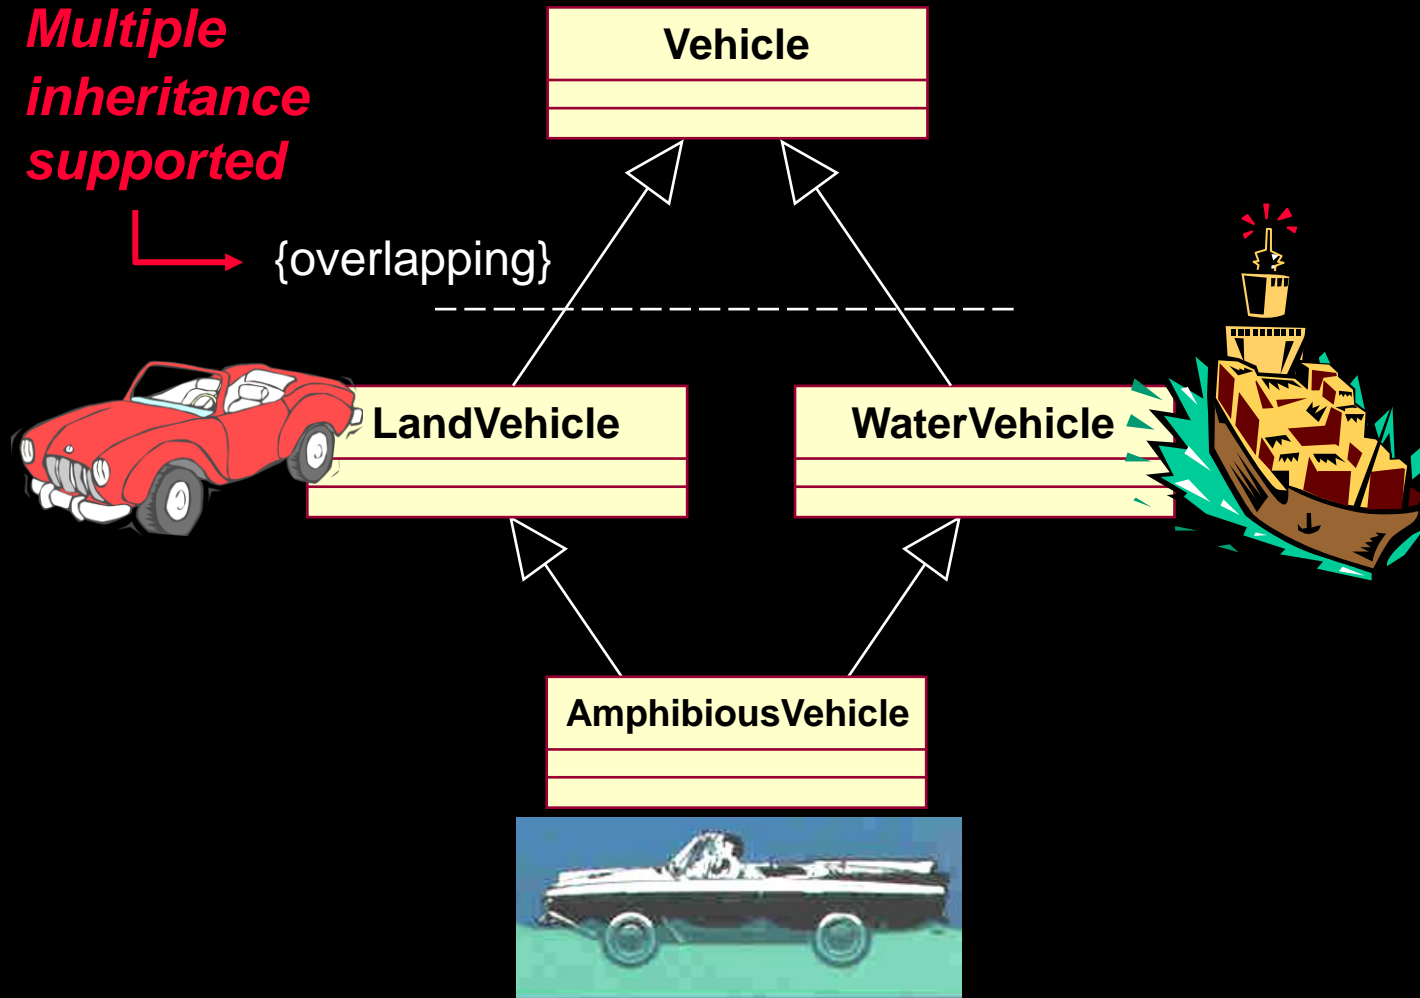 Multiple
inheritance
supported
Vehicle
{overlapping}
LandVehicle
WaterVehicle
AmphibiousVehicle